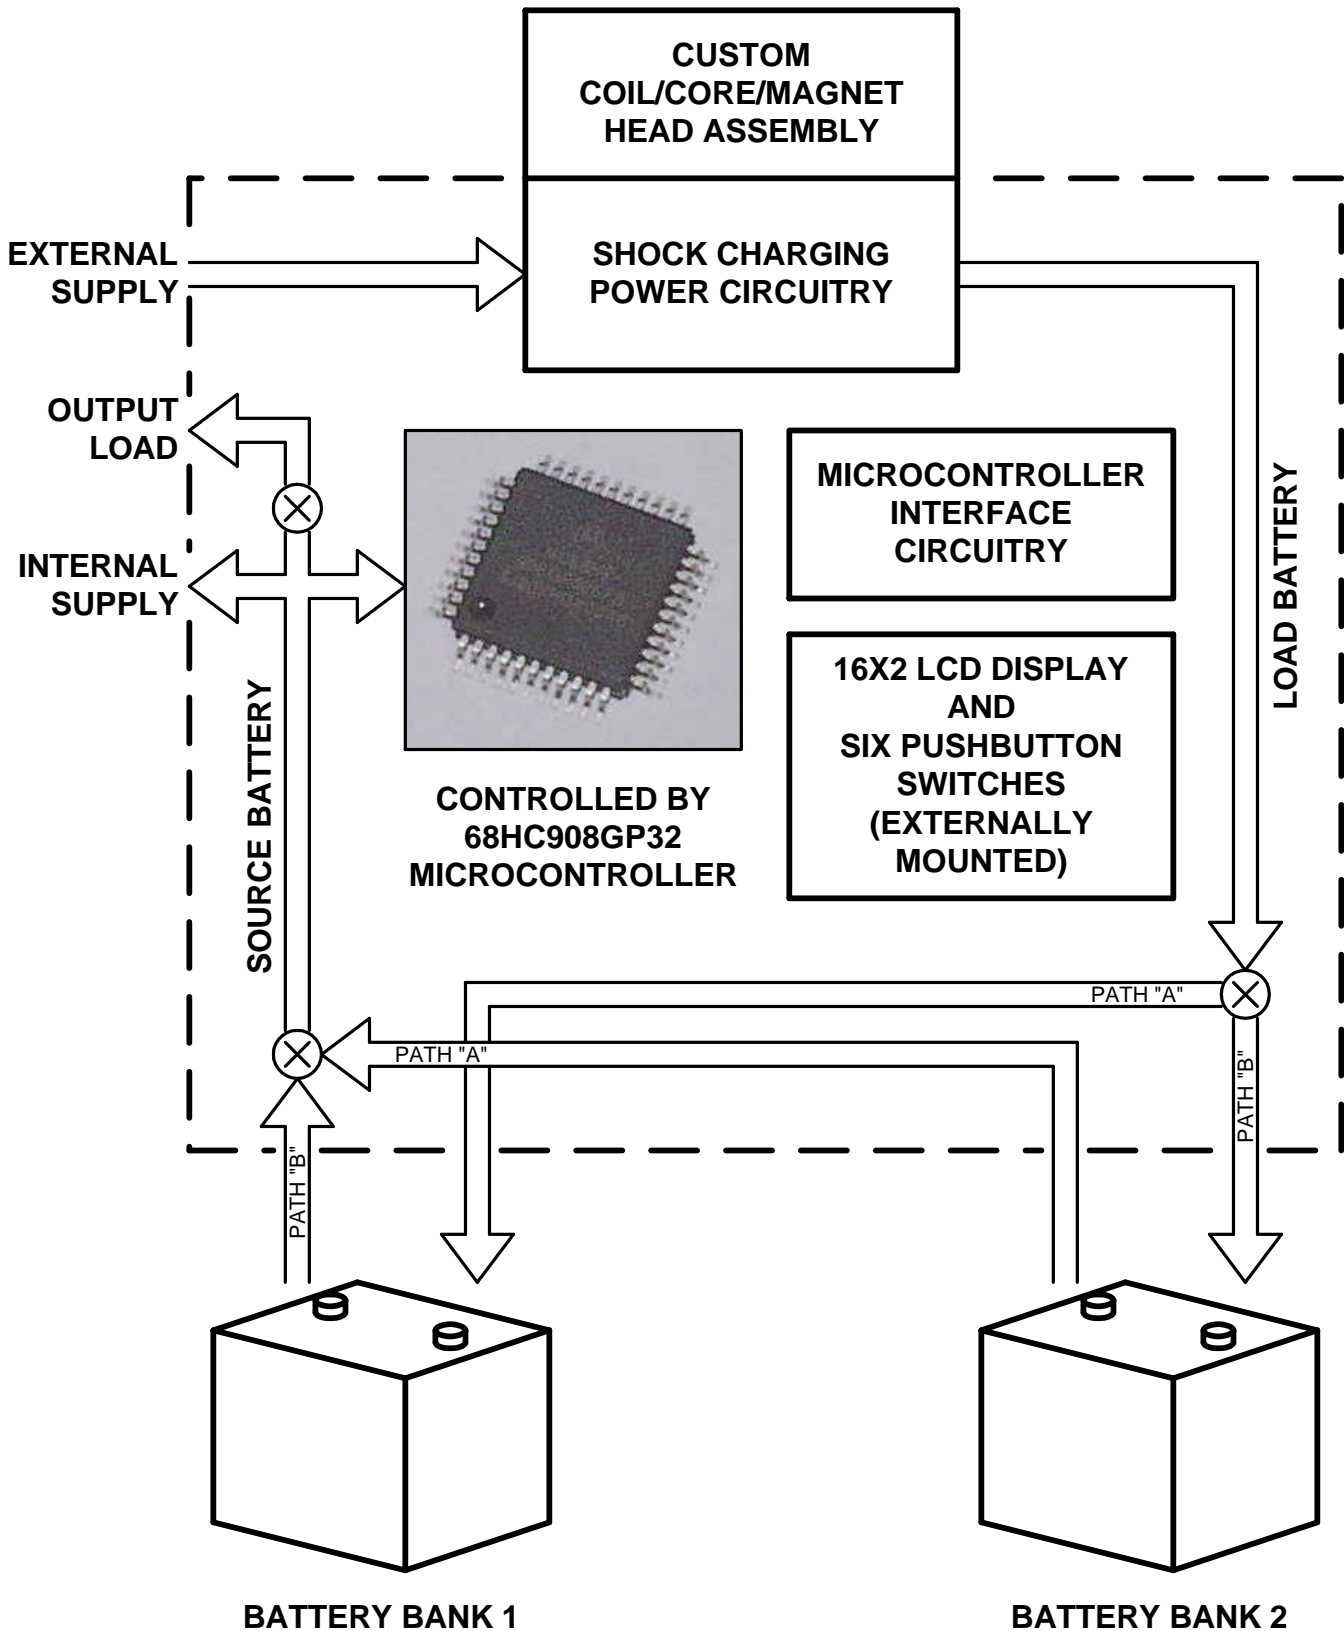 CUSTOM
COIL/CORE/MAGNET
HEAD ASSEMBLY
SHOCK CHARGING
POWER CIRCUITRY
EXTERNAL
SUPPLY
OUTPUT
LOAD
INTERNAL
SUPPLY
SOURCE BATTERY
CONTROLLED BY
68HC908GP32
MICROCONTROLLER
MICROCONTROLLER
INTERFACE
CIRCUITRY
16X2 LCD DISPLAY
AND
SIX PUSHBUTTON
SWITCHES
(EXTERNALLY
MOUNTED)
LOAD BATTERY
PATH "A"
PATH "A"
PATH "B"
PATH "B"
BATTERY BANK 1
BATTERY BANK 2